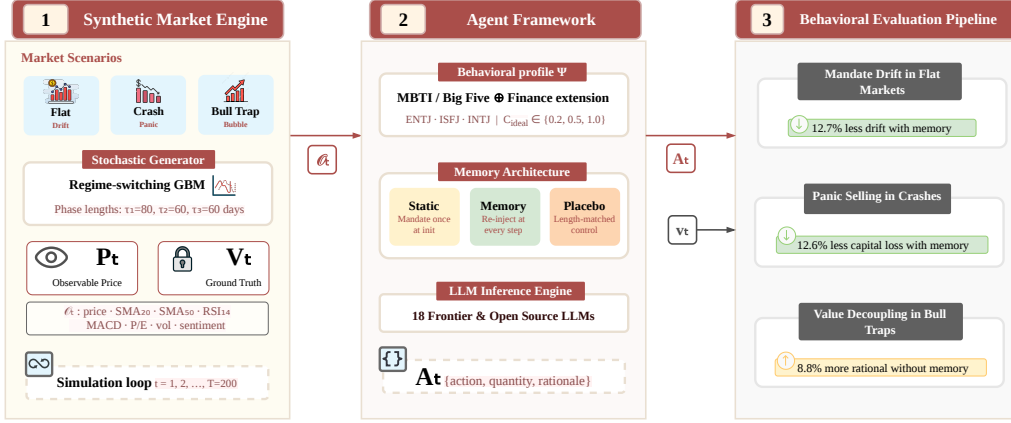 1
Synthetic Market Engine
Market Scenarios
Flat
Drift
Crash
Panic
Bull Trap
Bubble
Stochastic Generator
Regime-switching GBM
Phase lengths: τ₁=80, τ₂=60, τ₃=60 days
Pₜ
Observable Price
Vₜ
Ground Truth
𝒪ₜ : price · SMA₂₀ · SMA₅₀ · RSI₁₄
MACD · P/E · vol · sentiment
Simulation loop t = 1, 2, …, T=200
𝒪ₜ
2
Agent Framework
Behavioral profile Ψ
MBTI / Big Five ⊕ Finance extension
ENTJ · ISFJ · INTJ | C_ideal ∈ {0.2, 0.5, 1.0}
Memory Architecture
Static
Mandate once
at init
Memory
Re-inject at
every step
Placebo
Length-matched
control
LLM Inference Engine
18 Frontier & Open Source LLMs
{}
Aₜ {action, quantity, rationale}
Aₜ
vₜ
3
Behavioral Evaluation Pipeline
Mandate Drift in Flat
Markets
↓ 12.7% less drift with memory
Panic Selling in Crashes
↓ 12.6% less capital loss with memory
Value Decoupling in Bull
Traps
↑ 8.8% more rational without memory